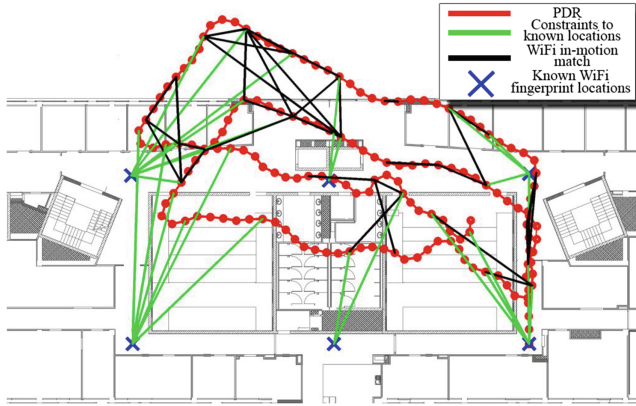 PDR
Constraints to
known locations
WiFi in-motion
match
Known WiFi
fingerprint locations